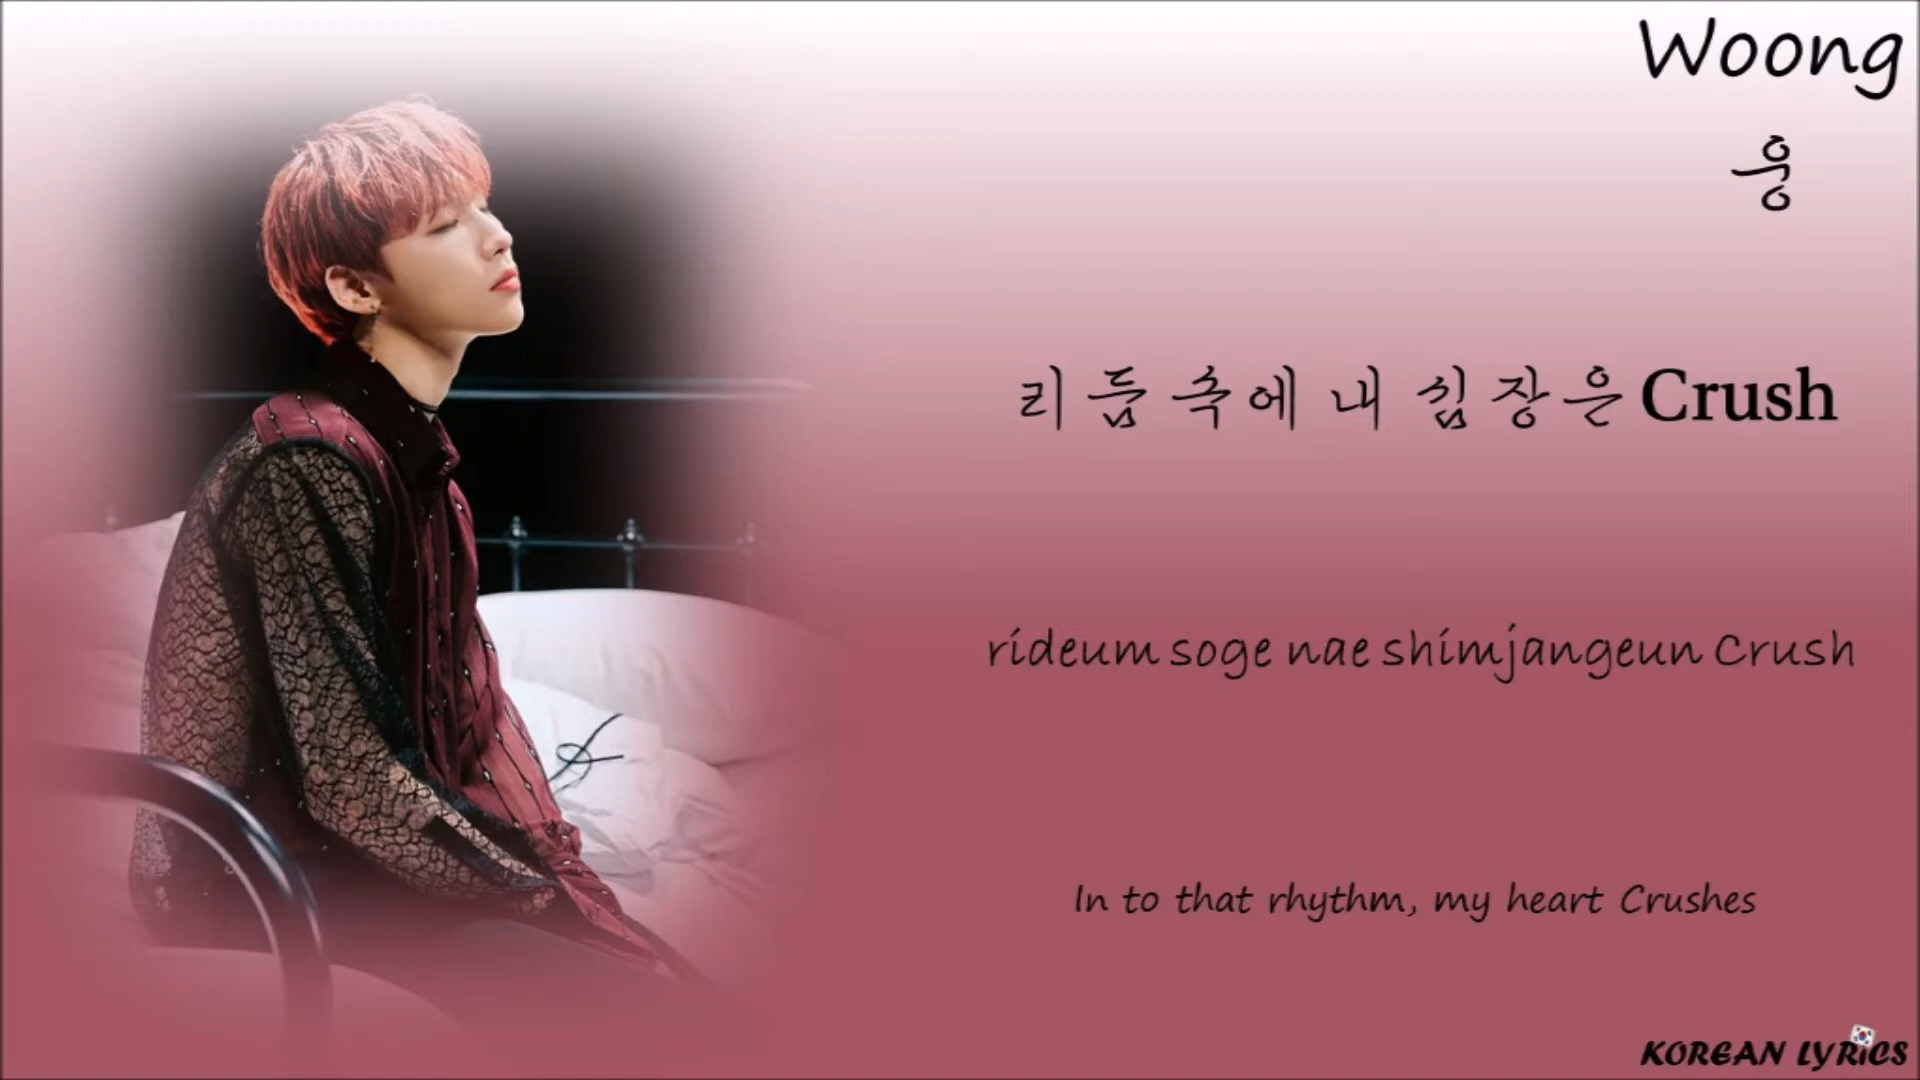 Woong
웅
리듬 속에 내 심장은 Crush
rideum soge nae shimjangeun Crush
In to that rhythm, my heart Crushes
KOREAN LYRICS